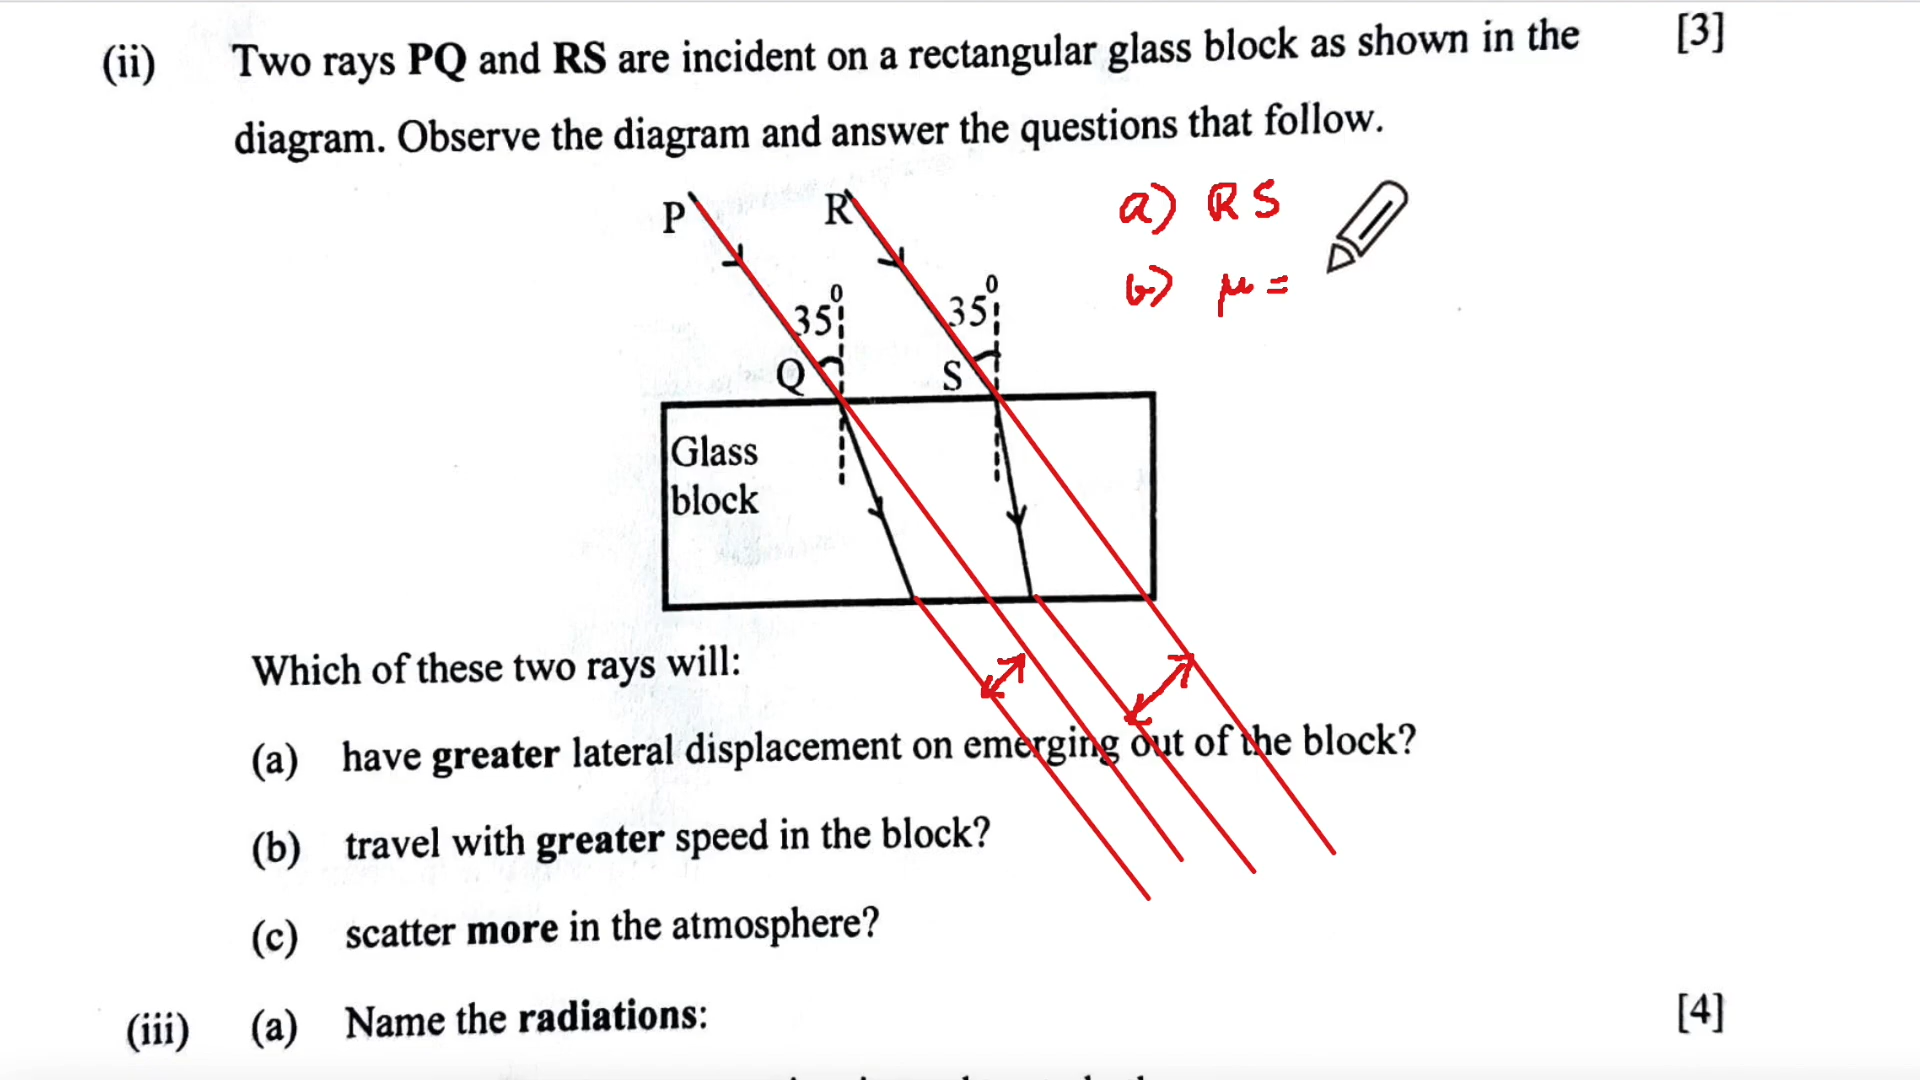 (ii) Two rays PQ and RS are incident on a rectangular glass block as shown in the [3]
diagram. Observe the diagram and answer the questions that follow.
P R a) RS
b) μ =
35⁰ 35⁰
Q S
Glass
block
Which of these two rays will:
(a) have greater lateral displacement on emerging out of the block?
(b) travel with greater speed in the block?
(c) scatter more in the atmosphere?
(iii) (a) Name the radiations: [4]